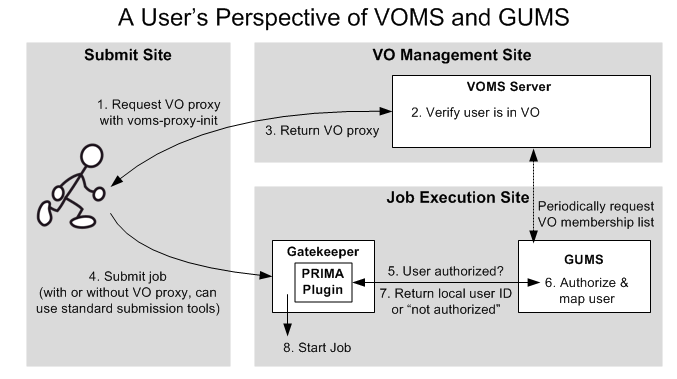 A User's Perspective of VOMS and GUMS
Submit Site
1. Request VO proxy
with voms-proxy-init
4. Submit job
(with or without VO proxy, can
use standard submission tools)
VO Management Site
VOMS Server
2. Verify user is in VO
3. Return VO proxy
Job Execution Site
Periodically request
VO membership list
Gatekeeper
PRIMA
Plugin
5. User authorized?
7. Return local user ID
or “not authorized”
GUMS
6. Authorize &
map user
8. Start Job